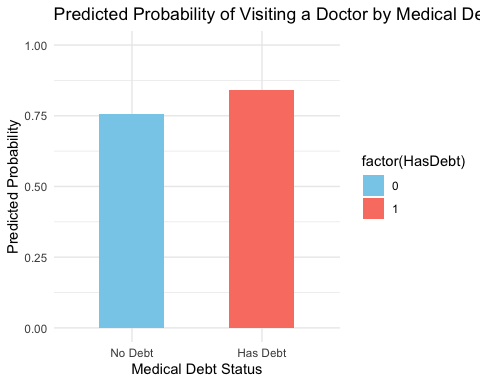 Predicted Probability of Visiting a Doctor by Medical De
1.00
0.75
0.50
0.25
0.00
Predicted Probability
No Debt
Has Debt
Medical Debt Status
factor(HasDebt)
0
1